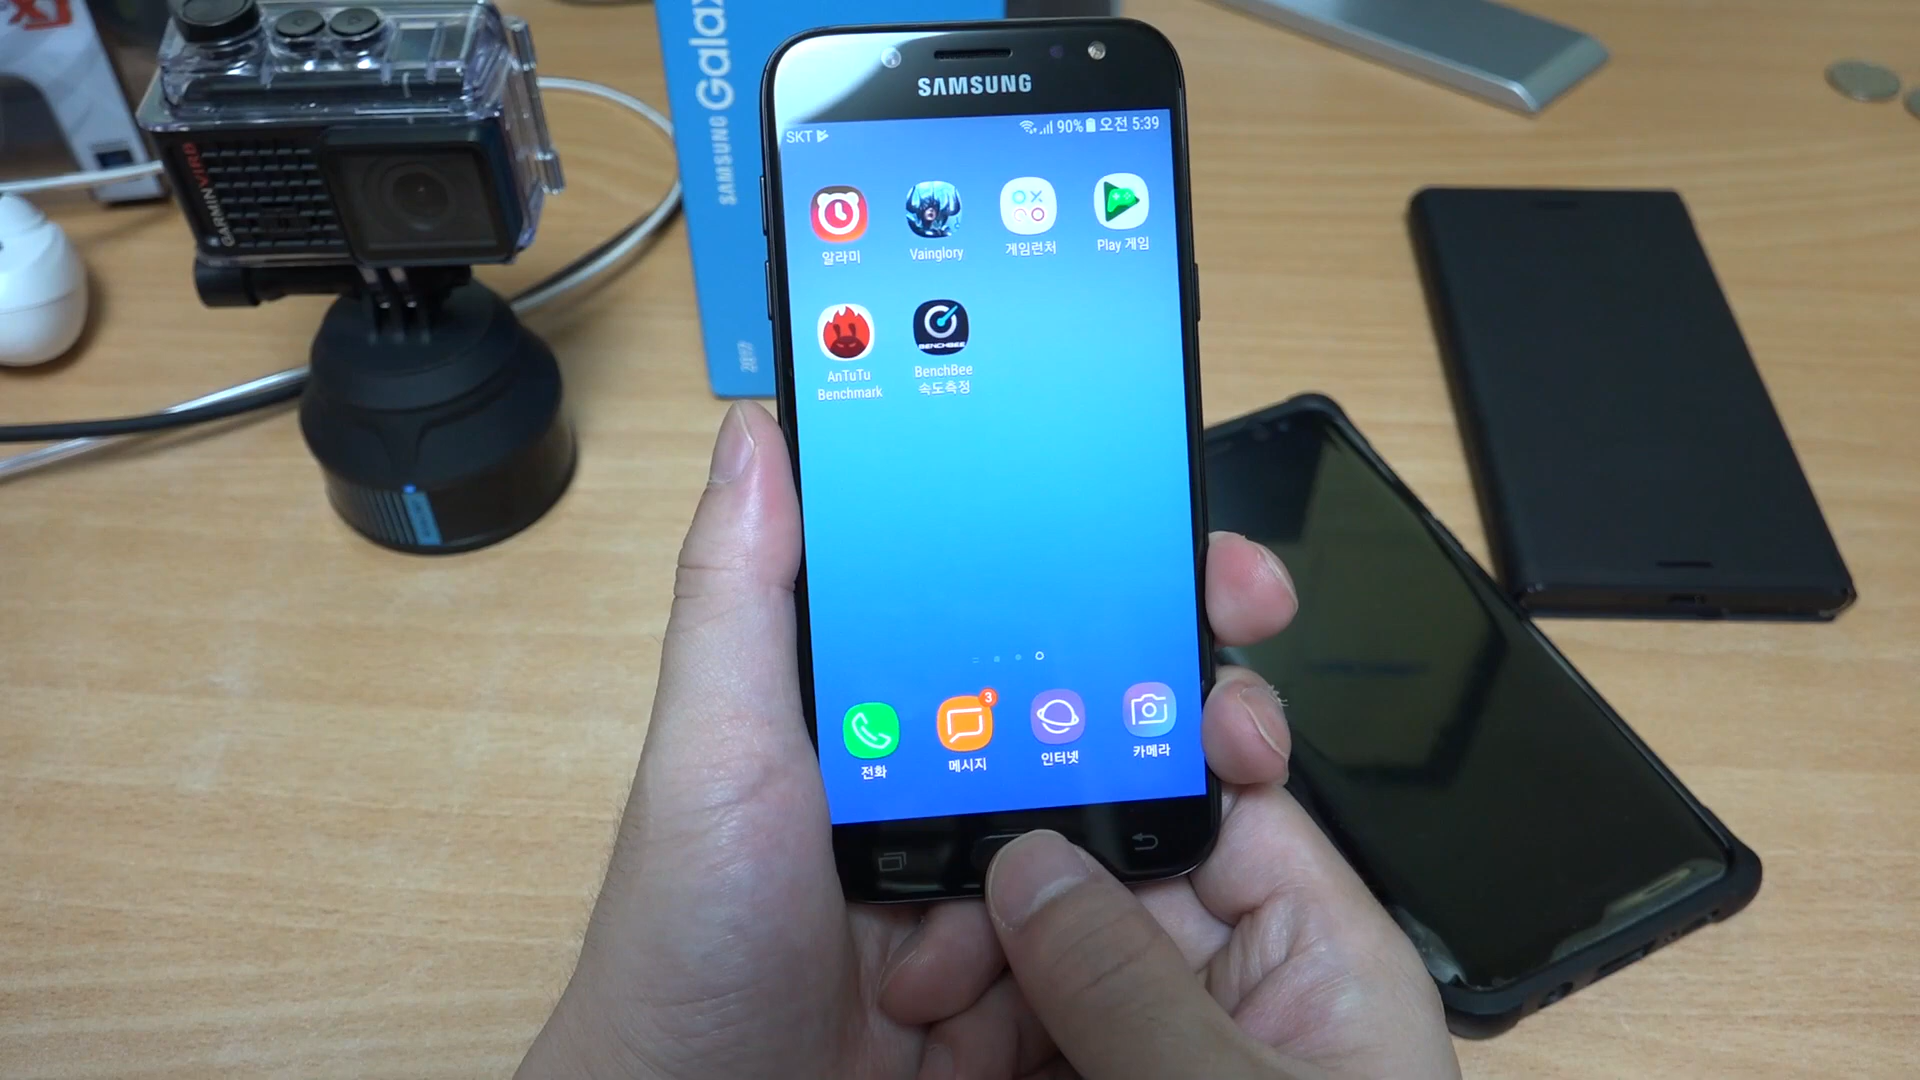 SAMSUNG Galax
2017
GARMIN VIRB
SAMSUNG
SKT
90% 오전 5:39
알라미
Vainglory
게임런처
Play 게임
AnTuTu
Benchmark
BENCHBEE
BenchBee
속도측정
3
전화
메시지
인터넷
카메라